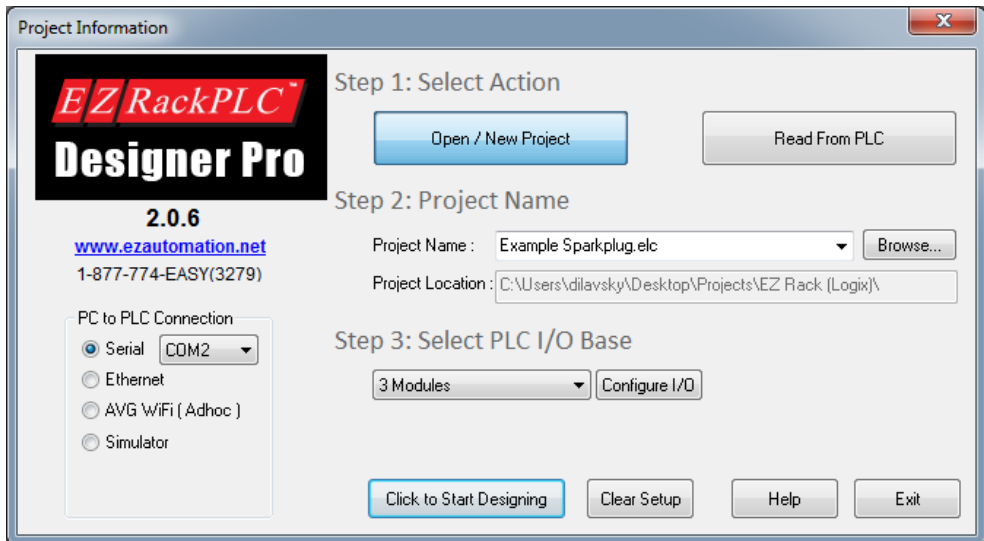 Project Information
EZRackPLC™
Designer Pro
2.0.6
www.ezautomation.net
1-877-774-EASY(3279)
PC to PLC Connection
Serial COM2
Ethernet
AVG WiFi ( Adhoc )
Simulator
Step 1: Select Action
Open / New Project Read From PLC
Step 2: Project Name
Project Name : Example Sparkplug.elc Browse...
Project Location : C:\Users\dilavsky\Desktop\Projects\EZ Rack (Logix)\
Step 3: Select PLC I/O Base
3 Modules Configure I/O
Click to Start Designing Clear Setup Help Exit